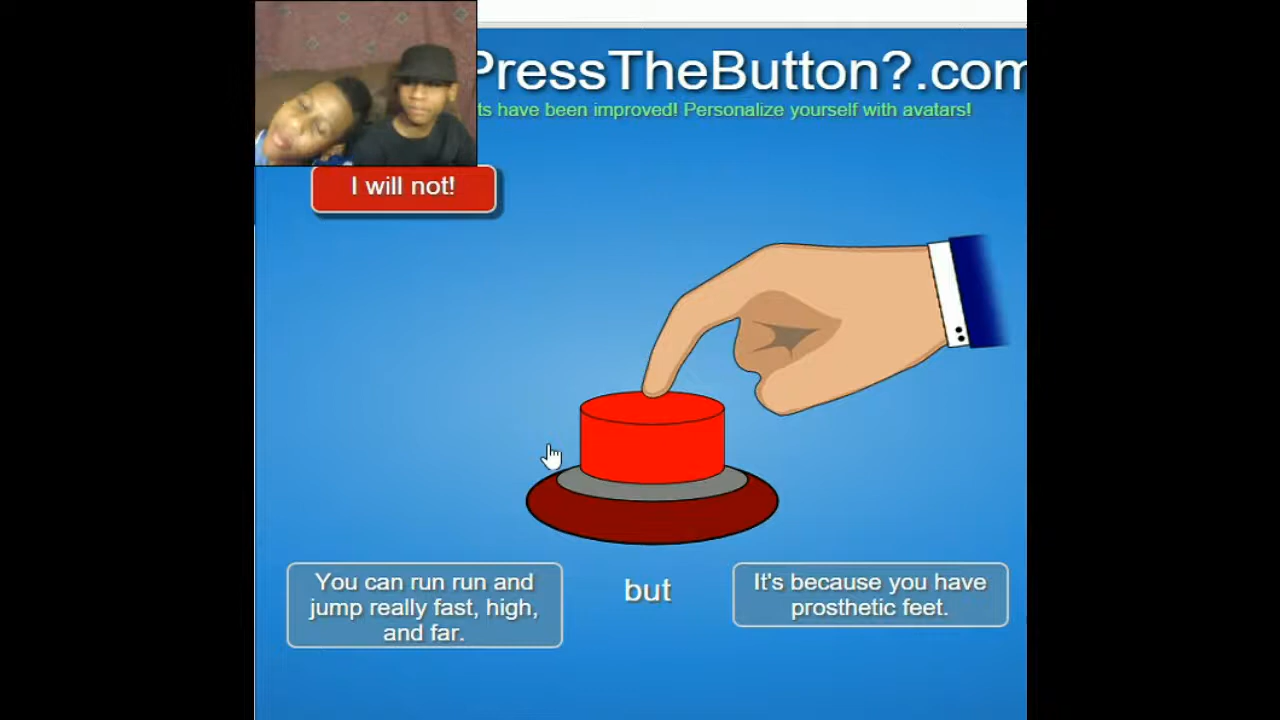 PressTheButton?.com
ts have been improved! Personalize yourself with avatars!
I will not!
You can run run and
jump really fast, high,
and far.
but
It's because you have
prosthetic feet.